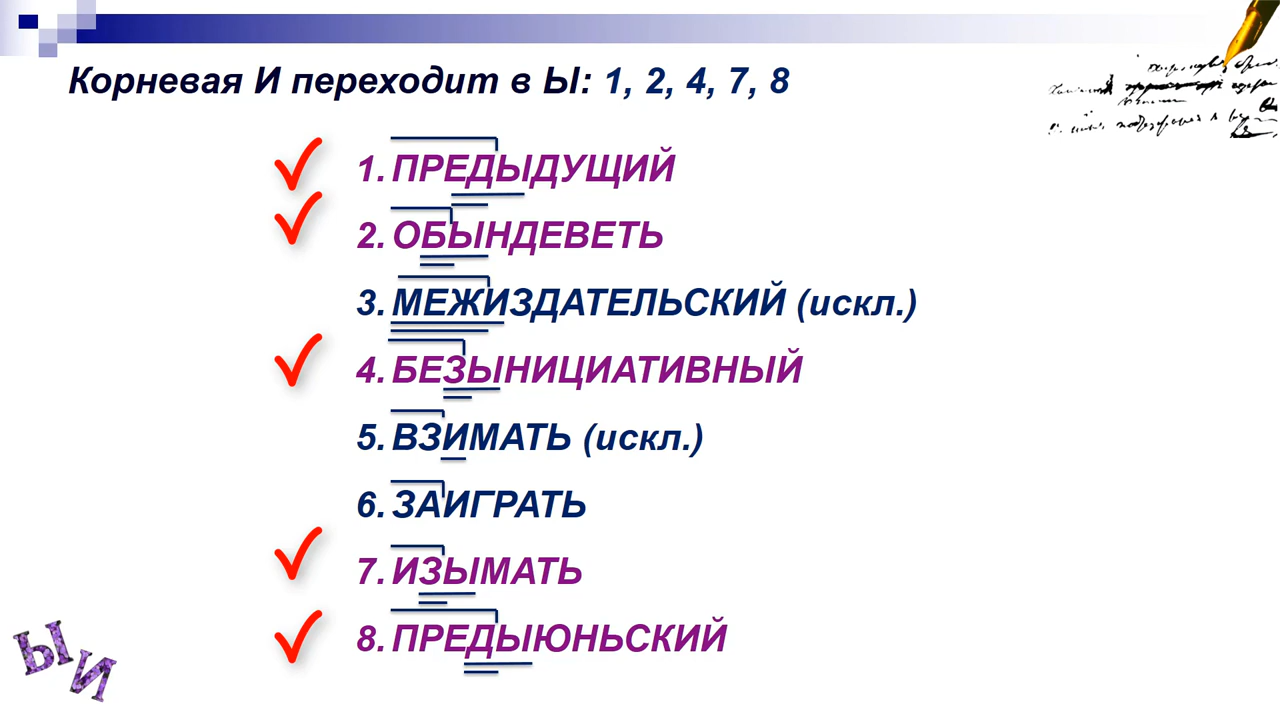 Корневая И переходит в Ы: 1, 2, 4, 7, 8
1. ПРЕДЫДУЩИЙ
2. ОБЫНДЕВЕТЬ
3. МЕЖИЗДАТЕЛЬСКИЙ (искл.)
4. БЕЗЫНИЦИАТИВНЫЙ
5. ВЗИМАТЬ (искл.)
6. ЗАИГРАТЬ
7. ИЗЫМАТЬ
8. ПРЕДЫЮНЬСКИЙ
Ы И